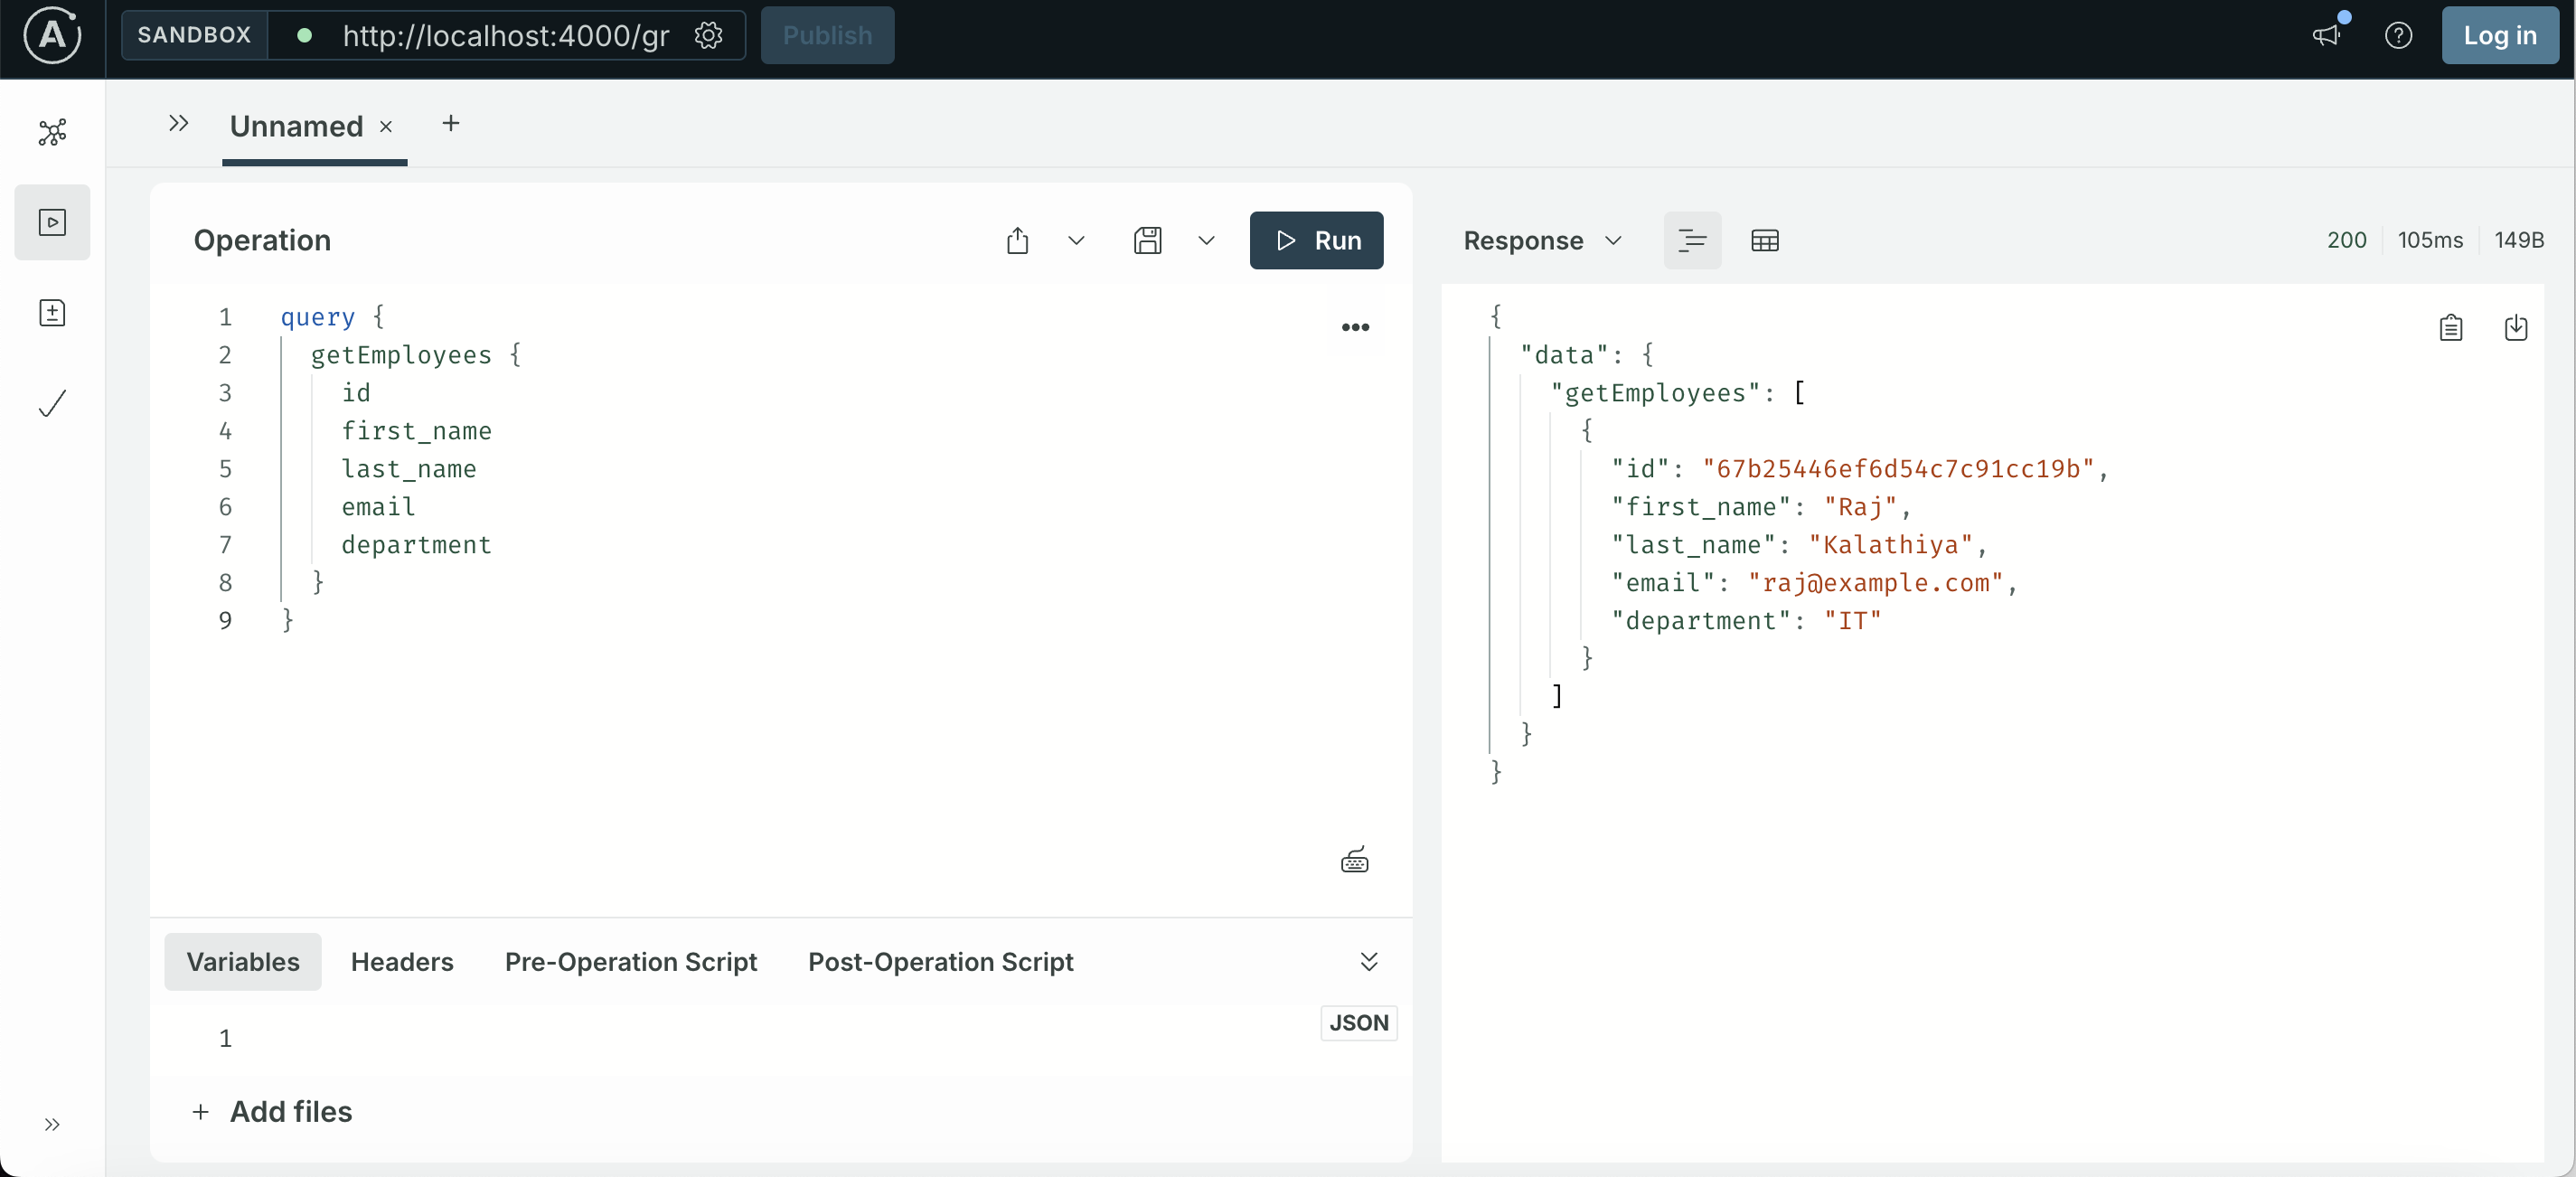 A SANDBOX http://localhost:4000/gr Publish Log in
Unnamed
Operation Run
1 query {
2 getEmployees {
3 id
4 first_name
5 last_name
6 email
7 department
8 }
9 }
Variables Headers Pre-Operation Script Post-Operation Script
JSON
1
+ Add files
Response 200 105ms 149B
{
"data": {
"getEmployees": [
{
"id": "67b25446ef6d54c7c91cc19b",
"first_name": "Raj",
"last_name": "Kalathiya",
"email": "raj@example.com",
"department": "IT"
}
]
}
}